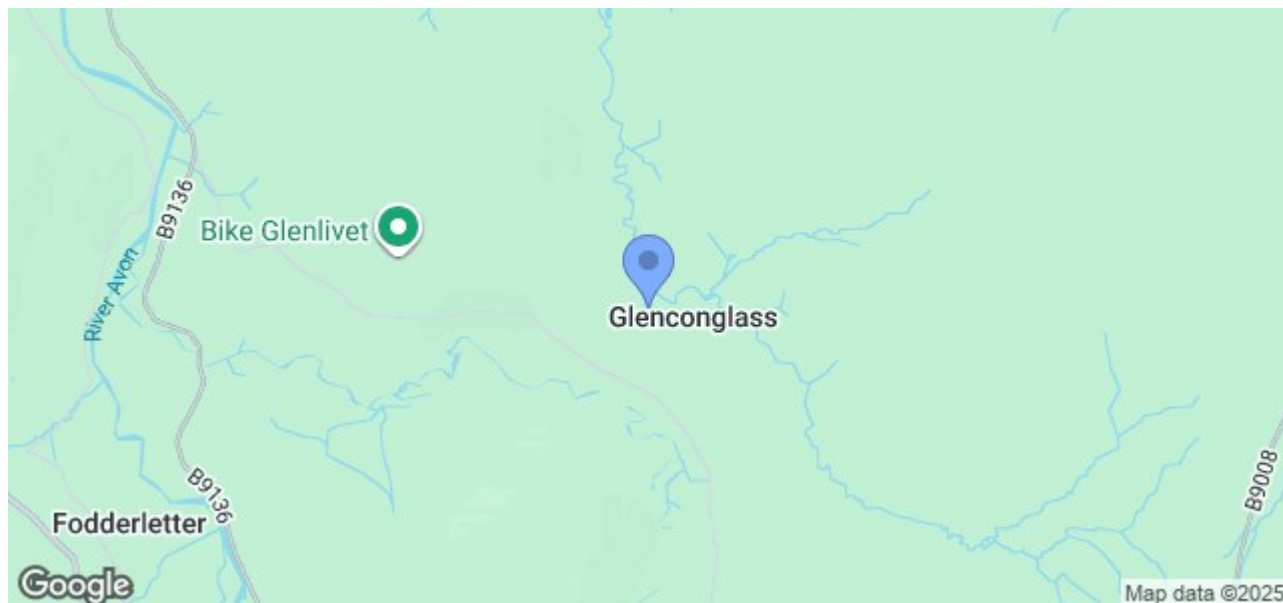 B9136
Bike Glenlivet
River Avon
Glenconglass
B9008
B9136
Fodderletter
Google
Map data ©2025